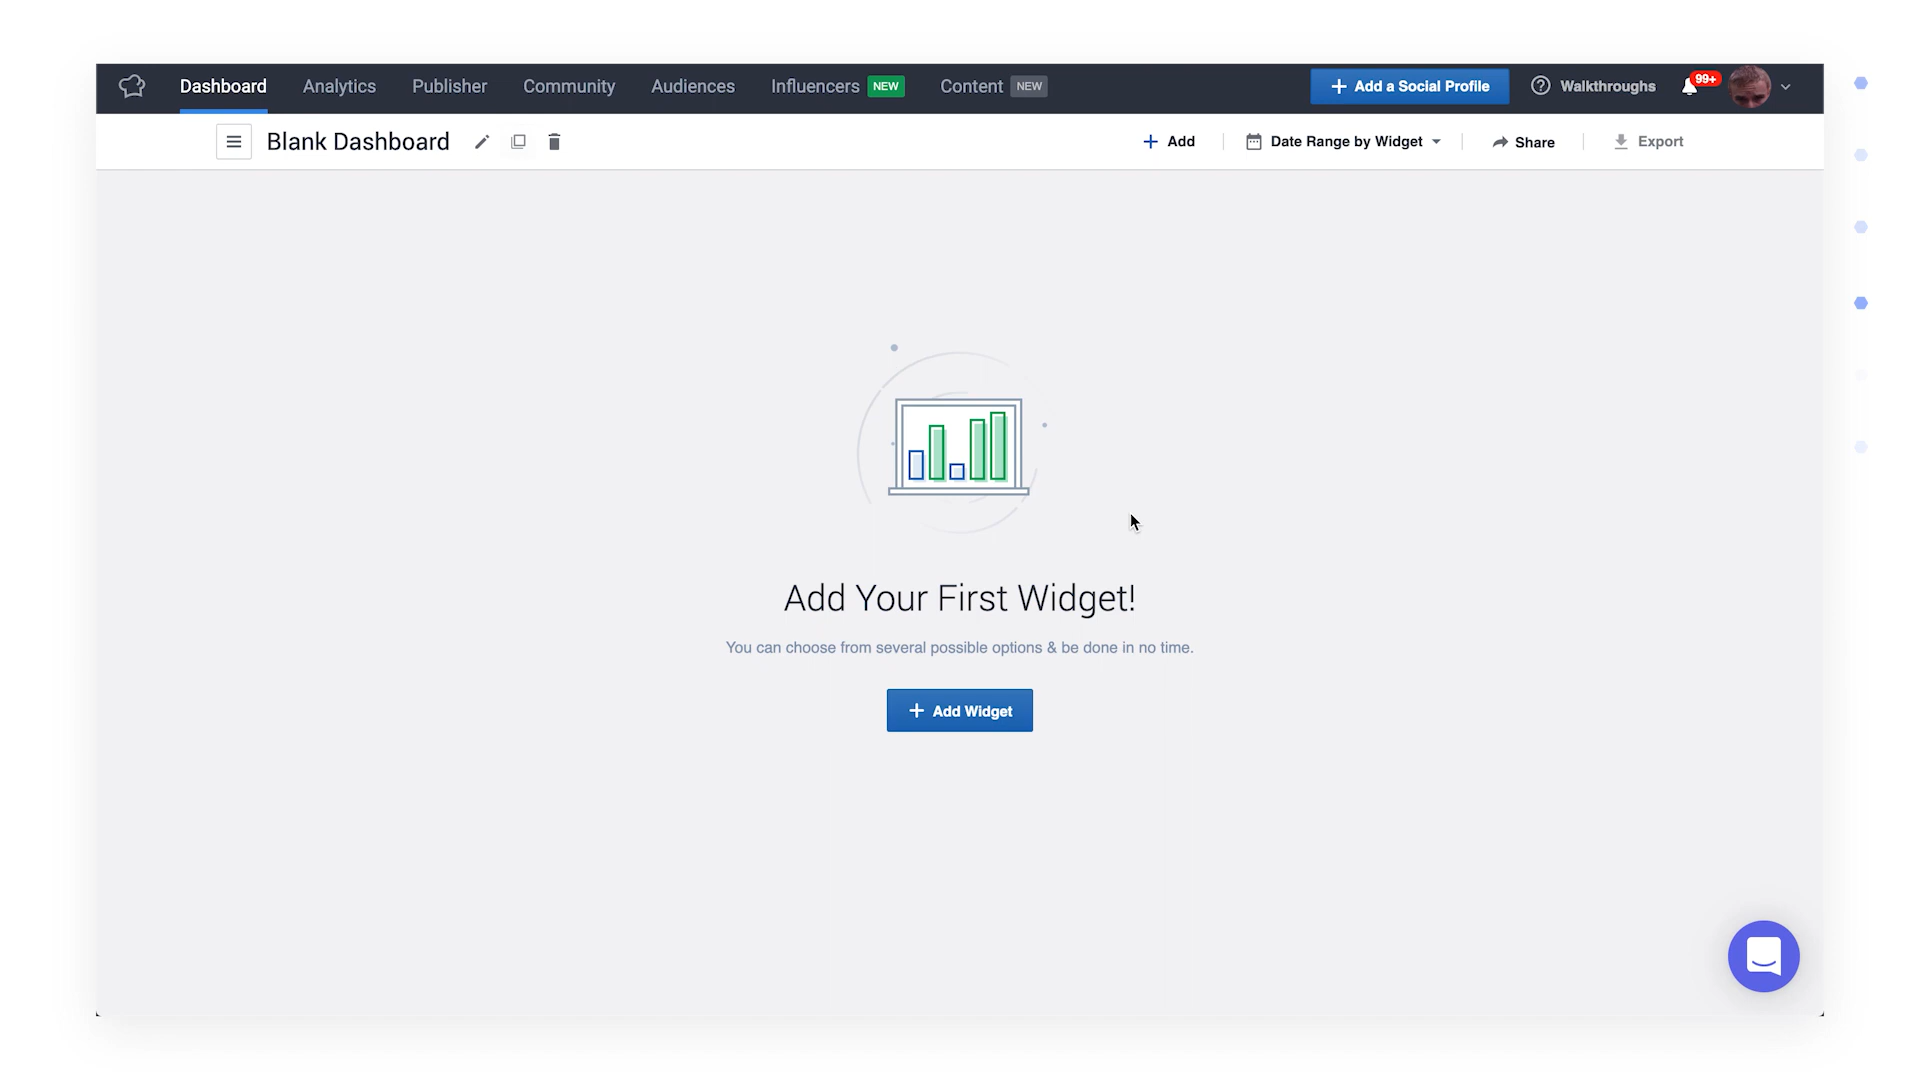 Dashboard Analytics Publisher Community Audiences Influencers NEW Content NEW + Add a Social Profile Walkthroughs 99+
Blank Dashboard + Add Date Range by Widget Share Export
Add Your First Widget!
You can choose from several possible options & be done in no time.
+ Add Widget